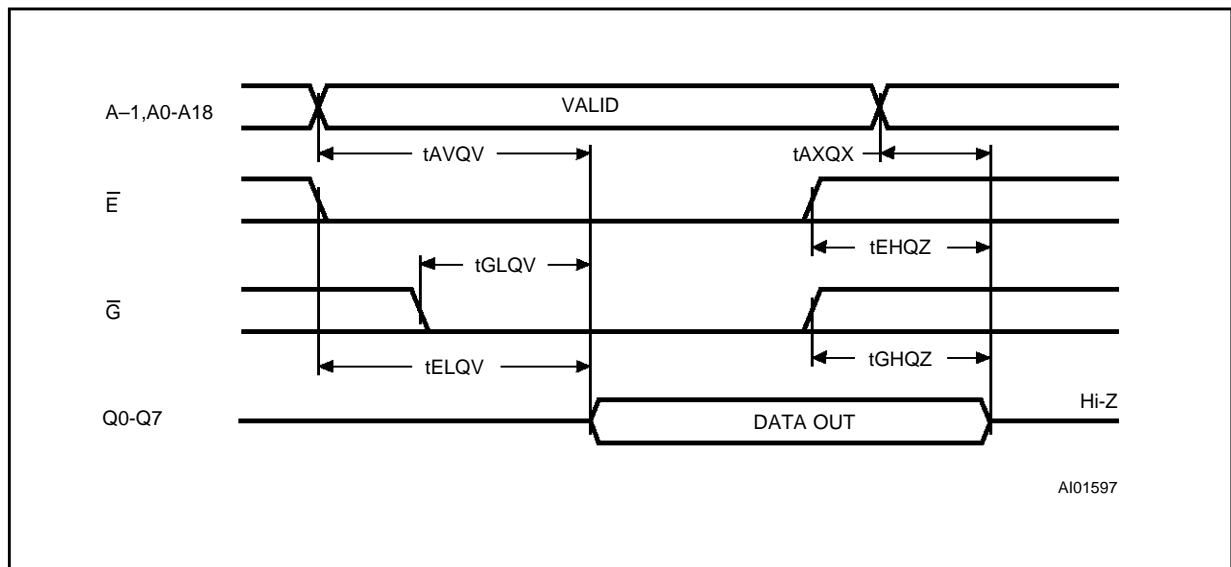 A–1,A0-A18
VALID
tAVQV
tAXQX
E̅
tEHQZ
tGLQV
G̅
tGHQZ
tELQV
Hi-Z
Q0-Q7
DATA OUT
AI01597